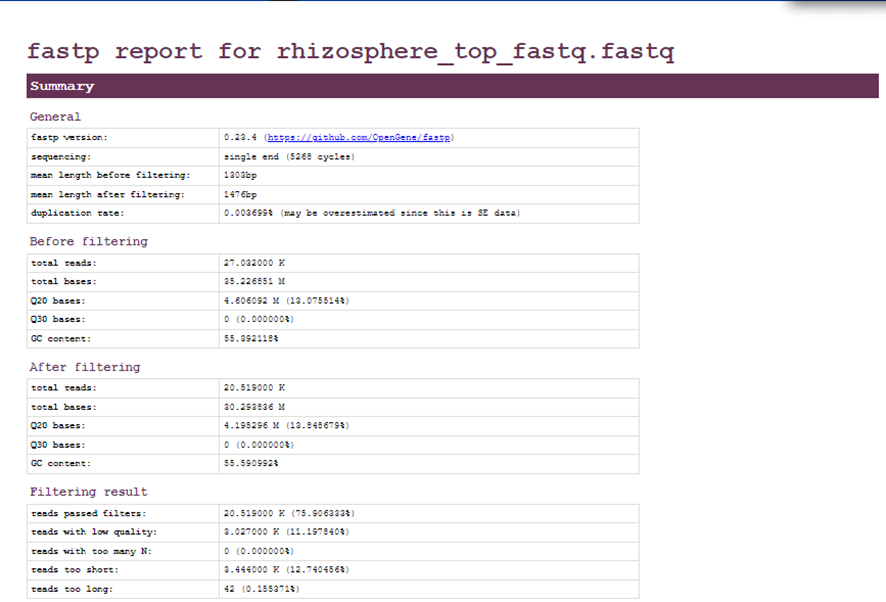 fastp report for rhizosphere_top_fastq.fastq
Summary
General
fastp version: 0.23.4 (https://github.com/OpenGene/fastp)
sequencing: single end (5268 cycles)
mean length before filtering: 1303bp
mean length after filtering: 1476bp
duplication rate: 0.003699% (may be overestimated since this is SE data)
Before filtering
total reads: 27.032000 K
total bases: 35.226851 M
Q20 bases: 4.606092 M (13.075514%)
Q30 bases: 0 (0.000000%)
GC content: 55.392118%
After filtering
total reads: 20.519000 K
total bases: 30.293836 M
Q20 bases: 4.195296 M (13.848679%)
Q30 bases: 0 (0.000000%)
GC content: 55.590992%
Filtering result
reads passed filters: 20.519000 K (75.906333%)
reads with low quality: 3.027000 K (11.197840%)
reads with too many N: 0 (0.000000%)
reads too short: 3.444000 K (12.740456%)
reads too long: 42 (0.155371%)